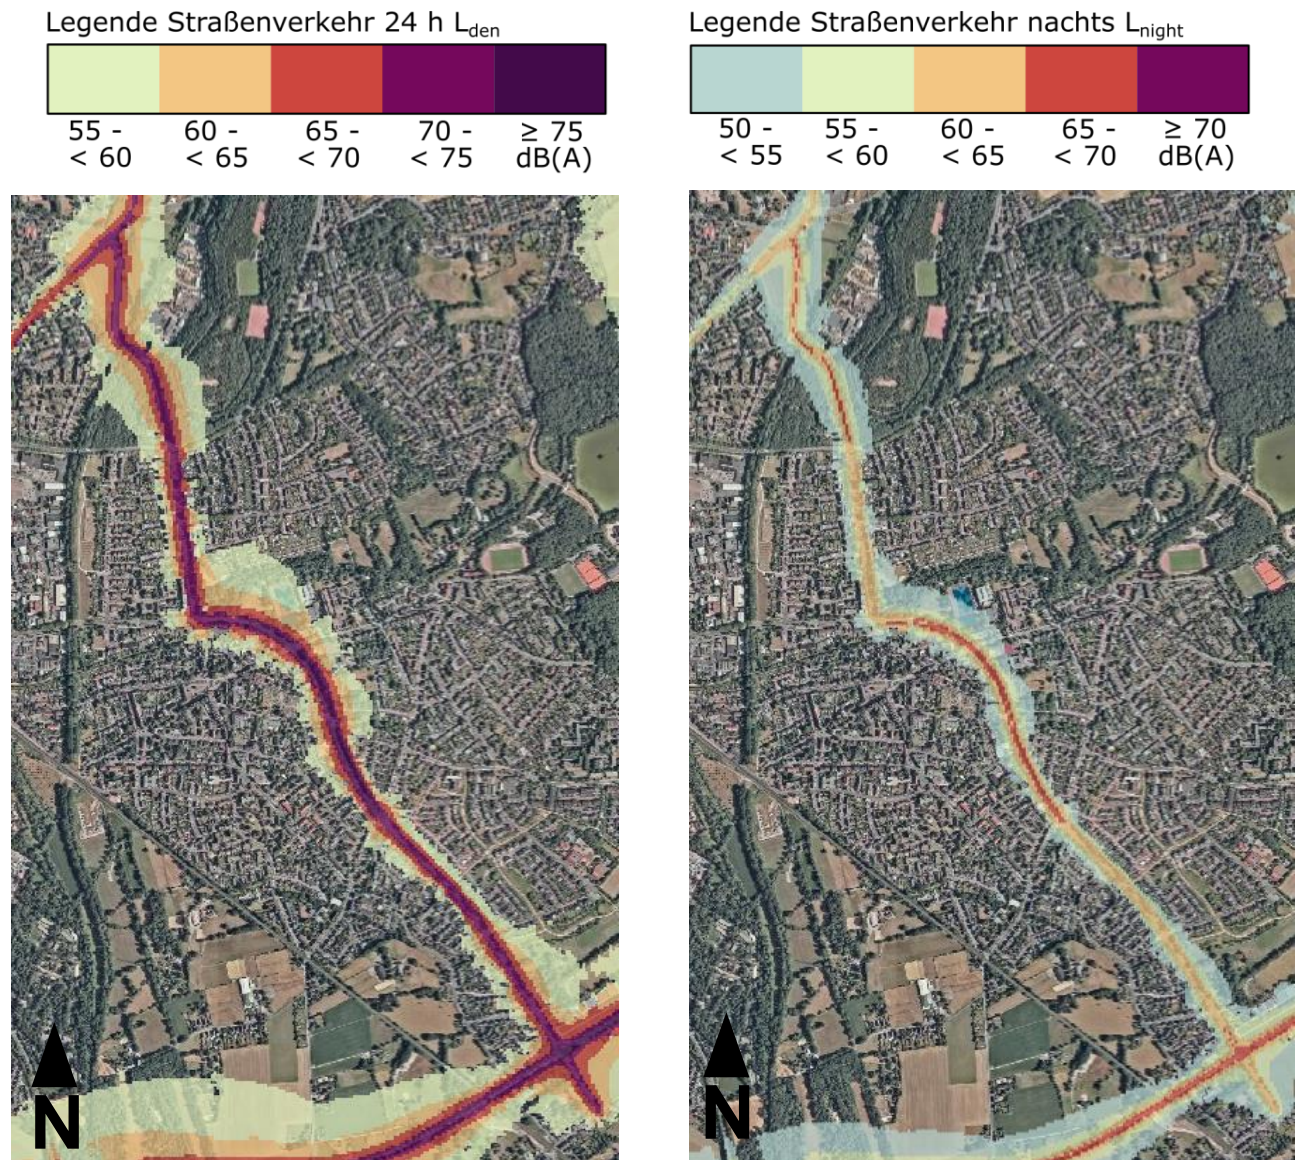 Legende Straßenverkehr 24 h Lden
55 - 60 - 65 - 70 - ≥ 75
< 60 < 65 < 70 < 75 dB(A)
Legende Straßenverkehr nachts Lnight
50 - 55 - 60 - 65 - ≥ 70
< 55 < 60 < 65 < 70 dB(A)
N
N